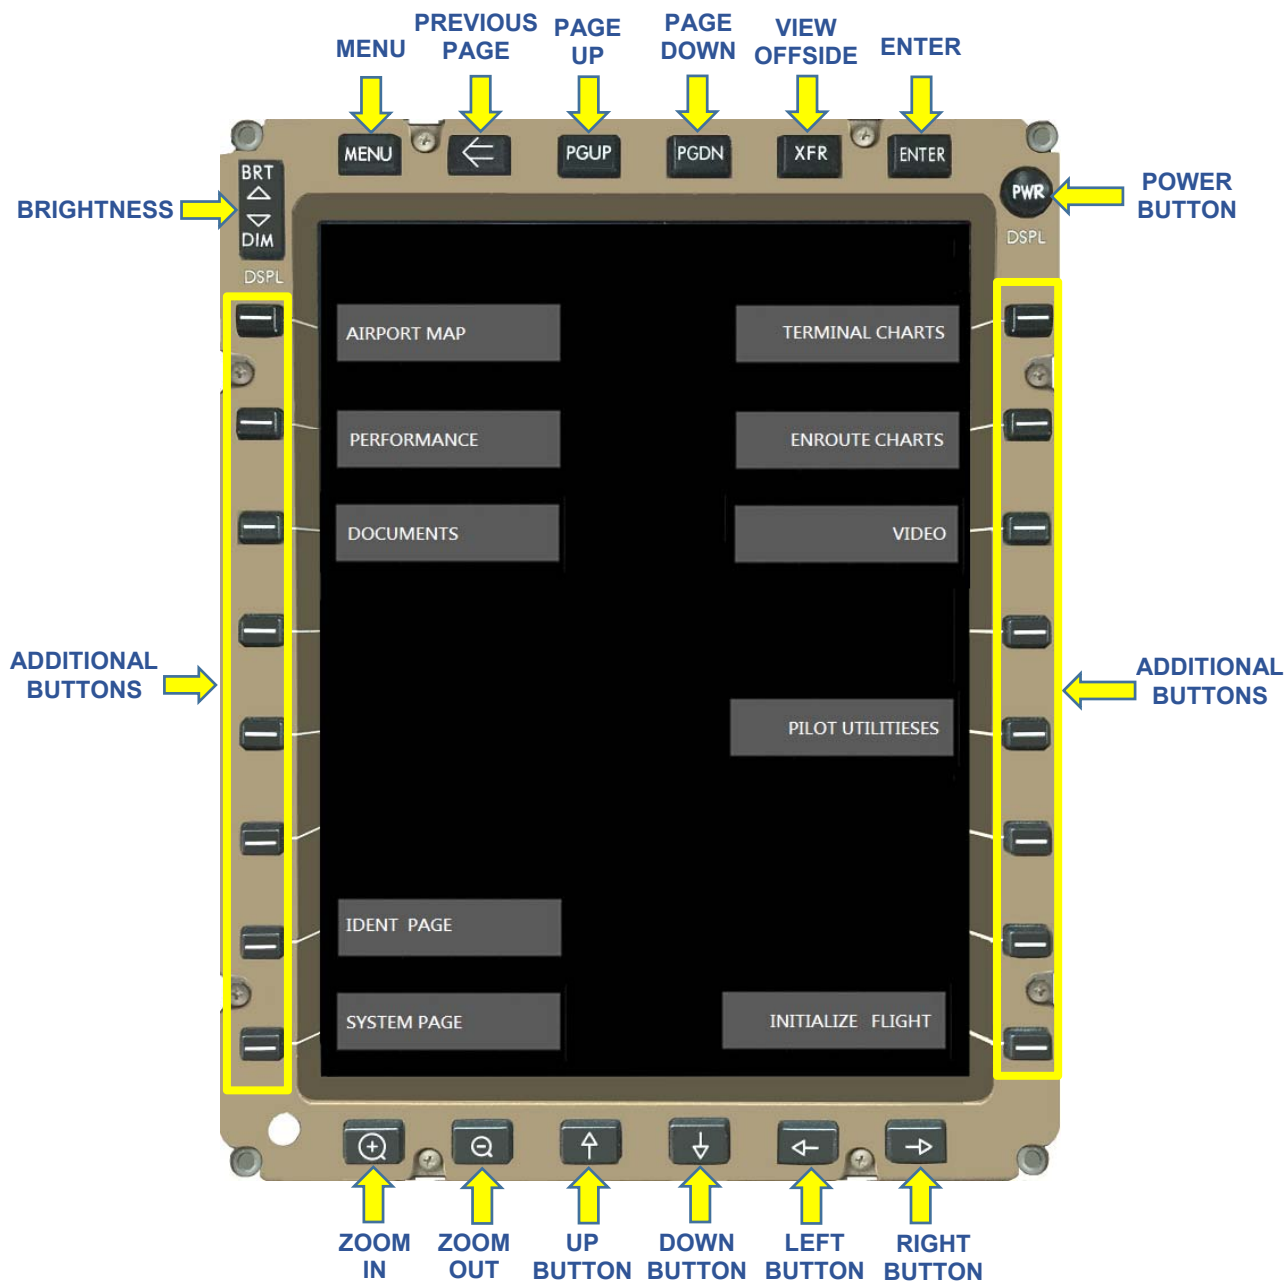 PREVIOUS
PAGE
PAGE
UP
PAGE
DOWN
VIEW
OFFSIDE
MENU
ENTER
MENU
PGUP
PGDN
XFR
ENTER
BRT
DIM
DSPL
BRIGHTNESS
PWR
DSPL
POWER
BUTTON
AIRPORT MAP
TERMINAL CHARTS
PERFORMANCE
ENROUTE CHARTS
DOCUMENTS
VIDEO
ADDITIONAL
BUTTONS
ADDITIONAL
BUTTONS
PILOT UTILITIESES
IDENT PAGE
SYSTEM PAGE
INITIALIZE FLIGHT
ZOOM
IN
ZOOM
OUT
UP
BUTTON
DOWN
BUTTON
LEFT
BUTTON
RIGHT
BUTTON